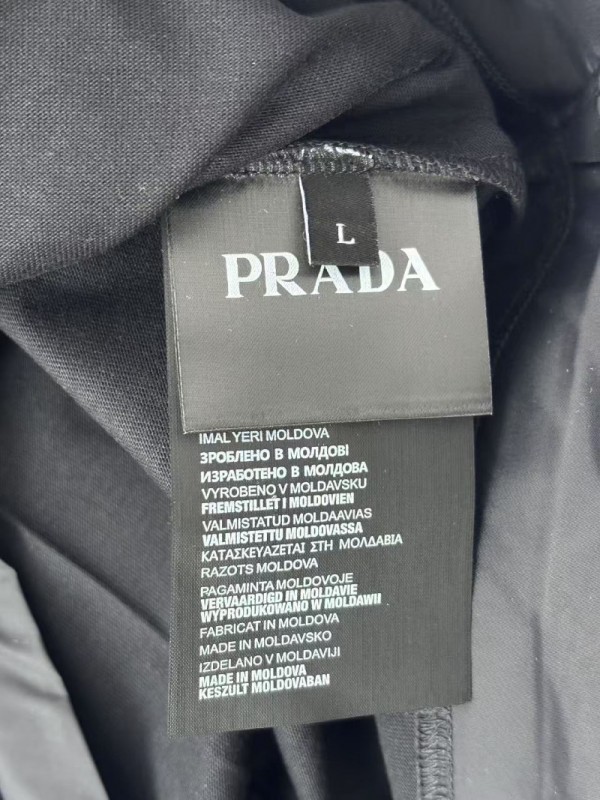 L
PRADA
IMAL YERI MOLDOVA
ЗРОБЛЕНО В МОЛДОВІ
ИЗРАБОТЕНО В МОЛДОВА
VYROBENO V MOLDAVSKU
FREMSTILLET I MOLDOVIEN
VALMISTATUD MOLDAAVIAS
VALMISTETTU MOLDOVASSA
ΚΑΤΑΣΚΕΥΑΖΕΤΑΙ ΣΤΗ ΜΟΛΔΑΒΙΑ
RAZOTS MOLDOVA
PAGAMINTA MOLDOVOJE
VERVAARDIGD IN MOLDAVIE
WYPRODUKOWANO W MOLDAWII
FABRICAT IN MOLDOVA
MADE IN MOLDAVSKO
IZDELANO V MOLDAVIJI
MADE IN MOLDOVA
KESZULT MOLDOVABAN